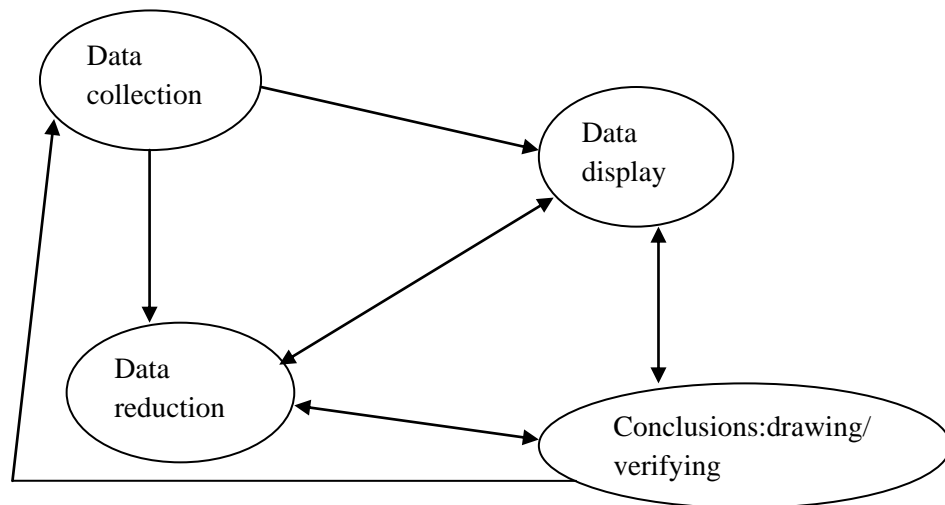 Data
collection
Data
display
Data
reduction
Conclusions:drawing/
verifying